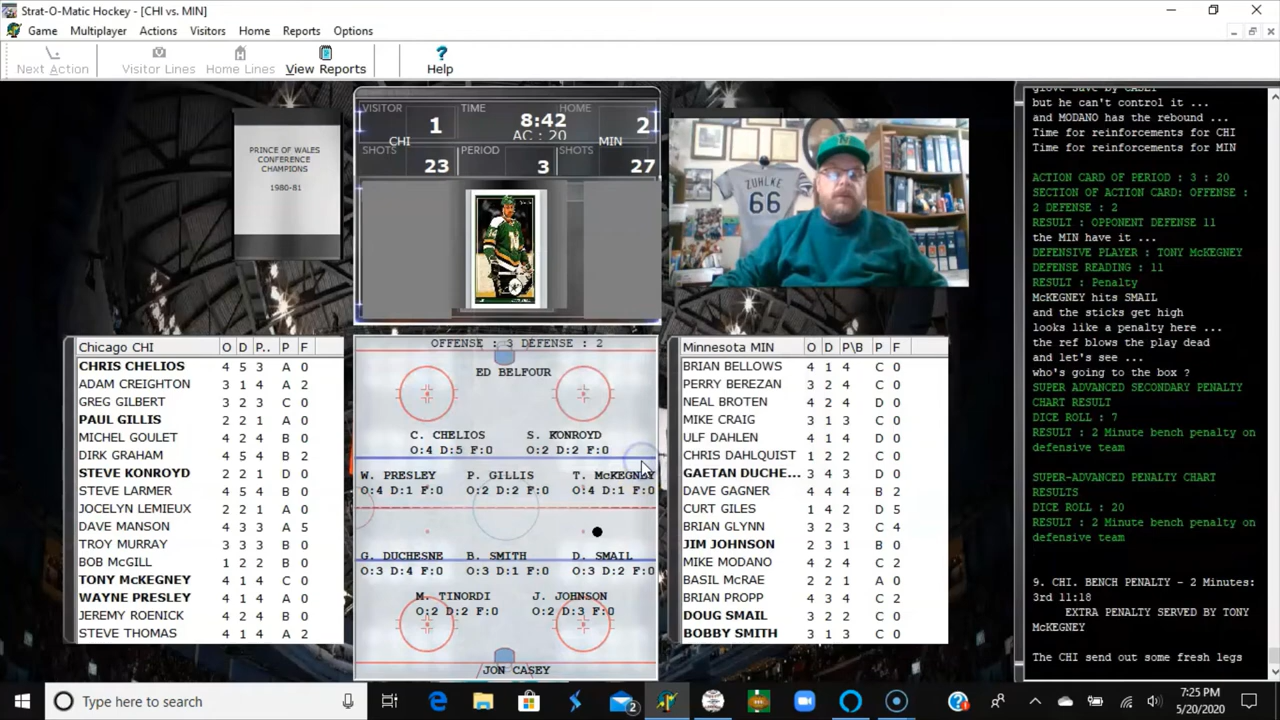 Strat-O-Matic Hockey - [CHI vs. MIN]
Game Multiplayer Actions Visitors Home Reports Options
Next Action Visitor Lines Home Lines View Reports Help
PRINCE OF WALES
CONFERENCE
CHAMPIONS
1980-81
VISITOR TIME HOME
1 8:42 2
CHI AC : 20 MIN
SHOTS PERIOD SHOTS
23 3 27
ZUHLKE
66
Chicago CHI O D P.. P F
CHRIS CHELIOS 4 5 3 A 0
ADAM CREIGHTON 3 1 4 A 2
GREG GILBERT 3 2 3 C 0
PAUL GILLIS 2 2 1 A 0
MICHEL GOULET 4 2 4 B 0
DIRK GRAHAM 4 5 4 B 2
STEVE KONROYD 2 2 1 D 0
STEVE LARMER 4 5 4 B 0
JOCELYN LEMIEUX 2 2 1 A 0
DAVE MANSON 4 3 3 A 5
TROY MURRAY 3 3 3 B 0
BOB McGILL 1 2 2 B 0
TONY McKEGNEY 4 1 4 C 0
WAYNE PRESLEY 4 1 4 A 0
JEREMY ROENICK 4 2 4 B 0
STEVE THOMAS 4 1 4 A 2
OFFENSE : 3 DEFENSE : 2
ED BELFOUR
C. CHELIOS S. KONROYD
O:4 D:5 F:0 O:2 D:2 F:0
W. PRESLEY P. GILLIS T. McKEGNEY
O:4 D:1 F:0 O:2 D:2 F:0 O:4 D:1 F:0
G. DUCHESNE B. SMITH D. SMAIL
O:3 D:4 F:0 O:3 D:1 F:0 O:3 D:2 F:0
M. TINORDI J. JOHNSON
O:2 D:2 F:0 O:2 D:3 F:0
JON CASEY
Minnesota MIN O D P\B P F
BRIAN BELLOWS 4 1 4 C 0
PERRY BEREZAN 3 2 4 C 0
NEAL BROTEN 4 2 4 D 0
MIKE CRAIG 3 1 3 C 0
ULF DAHLEN 4 1 4 D 0
CHRIS DAHLQUIST 1 2 2 C 0
GAETAN DUCHE... 3 4 3 D 0
DAVE GAGNER 4 4 4 B 2
CURT GILES 1 4 2 D 5
BRIAN GLYNN 3 2 3 C 4
JIM JOHNSON 2 3 1 B 0
MIKE MODANO 4 2 4 C 2
BASIL McRAE 2 2 1 A 0
BRIAN PROPP 4 3 4 C 2
DOUG SMAIL 3 2 2 C 0
BOBBY SMITH 3 1 3 C 0
glove save by CASEY
but he can't control it ...
and MODANO has the rebound ...
Time for reinforcements for CHI
Time for reinforcements for MIN
ACTION CARD OF PERIOD : 3 : 20
SECTION OF ACTION CARD: OFFENSE :
2 DEFENSE : 2
RESULT : OPPONENT DEFENSE 11
the MIN have it ...
DEFENSIVE PLAYER : TONY McKEGNEY
DEFENSE READING : 11
RESULT : Penalty
McKEGNEY hits SMAIL
and the sticks get high
looks like a penalty here ...
the ref blows the play dead
and let's see ...
who's going to the box ?
SUPER ADVANCED SECONDARY PENALTY
CHART RESULT
DICE ROLL : 7
RESULT : 2 Minute bench penalty on
defensive team
SUPER-ADVANCED PENALTY CHART
RESULTS
DICE ROLL : 20
RESULT : 2 Minute bench penalty on
defensive team
9. CHI. BENCH PENALTY - 2 Minutes:
3rd 11:18
EXTRA PENALTY SERVED BY TONY
McKEGNEY
The CHI send out some fresh legs
Type here to search
2
7:25 PM
5/20/2020